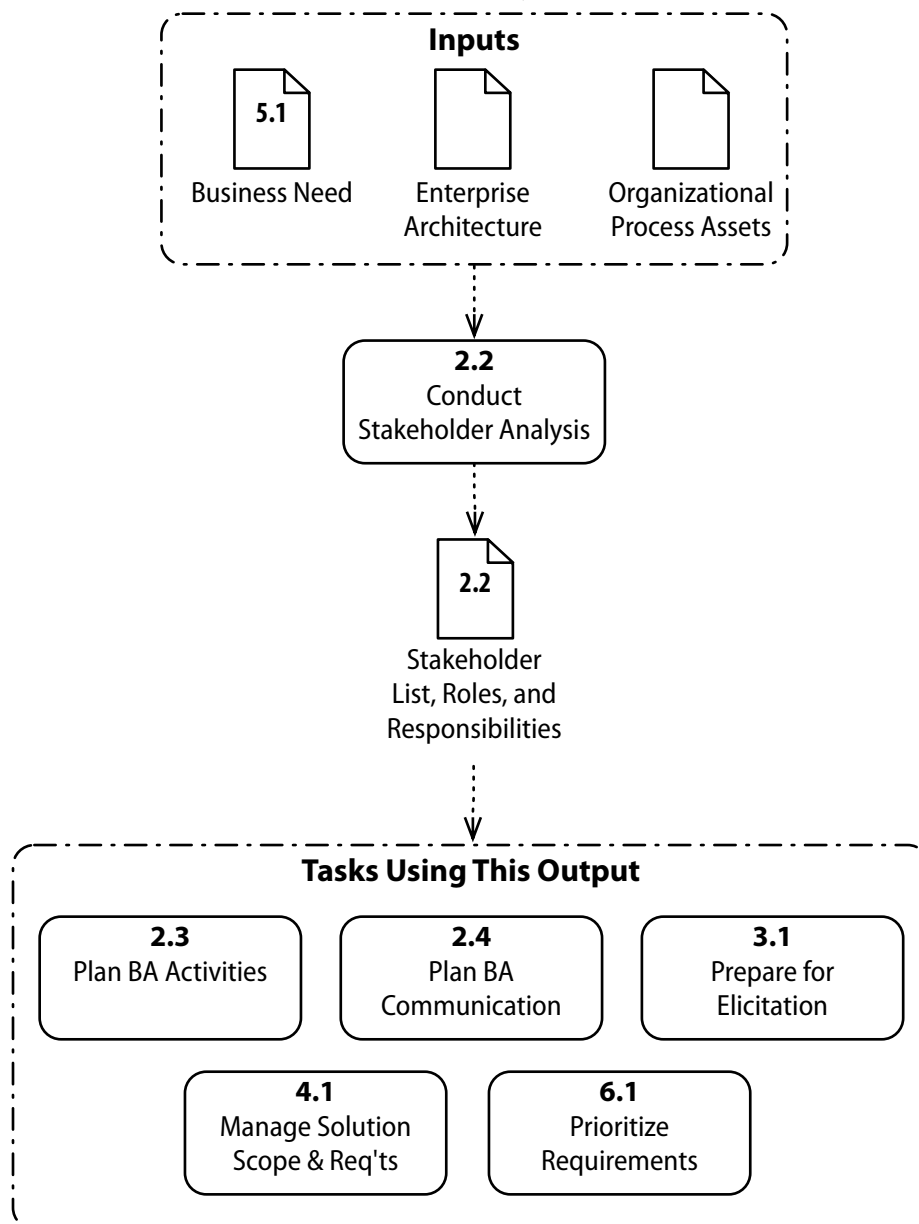 Inputs
5.1
Business Need
Enterprise
Architecture
Organizational
Process Assets
2.2
Conduct
Stakeholder Analysis
2.2
Stakeholder
List, Roles, and
Responsibilities
Tasks Using This Output
2.3
Plan BA Activities
2.4
Plan BA
Communication
3.1
Prepare for
Elicitation
4.1
Manage Solution
Scope & Req'ts
6.1
Prioritize
Requirements